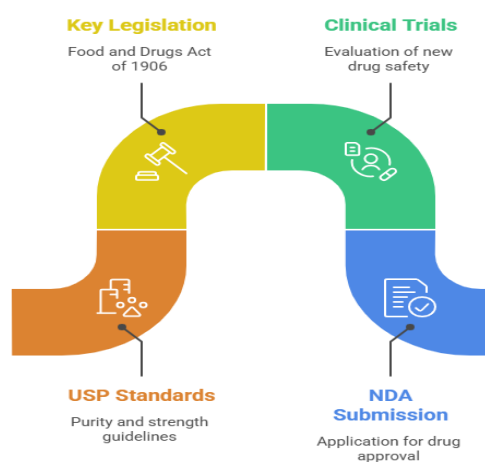 Key Legislation
Food and Drugs Act
of 1906
Clinical Trials
Evaluation of new
drug safety
USP Standards
Purity and strength
guidelines
NDA
Submission
Application for drug
approval